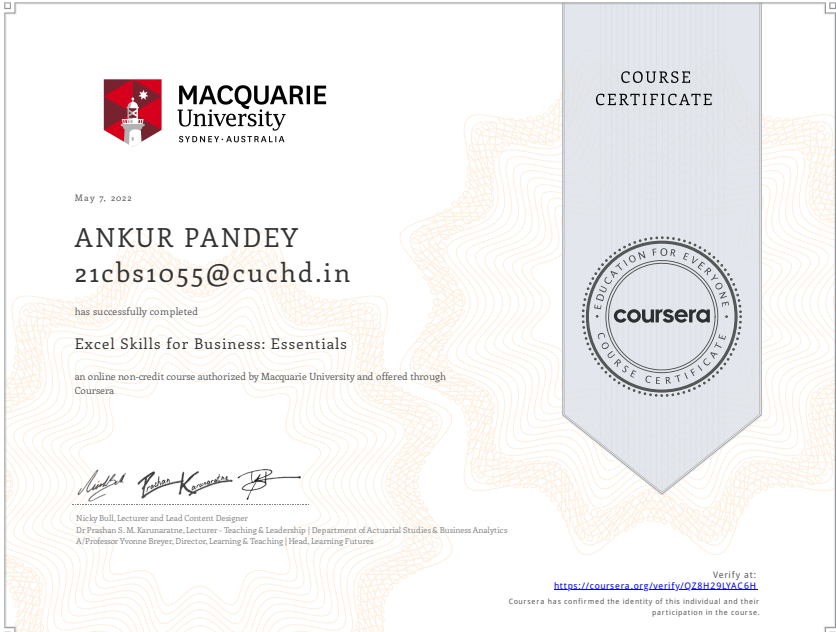 MACQUARIE
University
SYDNEY·AUSTRALIA
COURSE
CERTIFICATE
May 7, 2022
ANKUR PANDEY
21cbs1055@cuchd.in
has successfully completed
Excel Skills for Business: Essentials
an online non-credit course authorized by Macquarie University and offered through
Coursera
EDUCATION FOR EVERYONE
coursera
COURSE CERTIFICATE
Prashan Karunaratne
Nicky Bull, Lecturer and Lead Content Designer
Dr Prashan S. M. Karunaratne, Lecturer - Teaching & Leadership | Department of Actuarial Studies & Business Analytics
A/Professor Yvonne Breyer, Director, Learning & Teaching | Head, Learning Futures
Verify at:
https://coursera.org/verify/QZ8H29LYAC6H
Coursera has confirmed the identity of this individual and their
participation in the course.